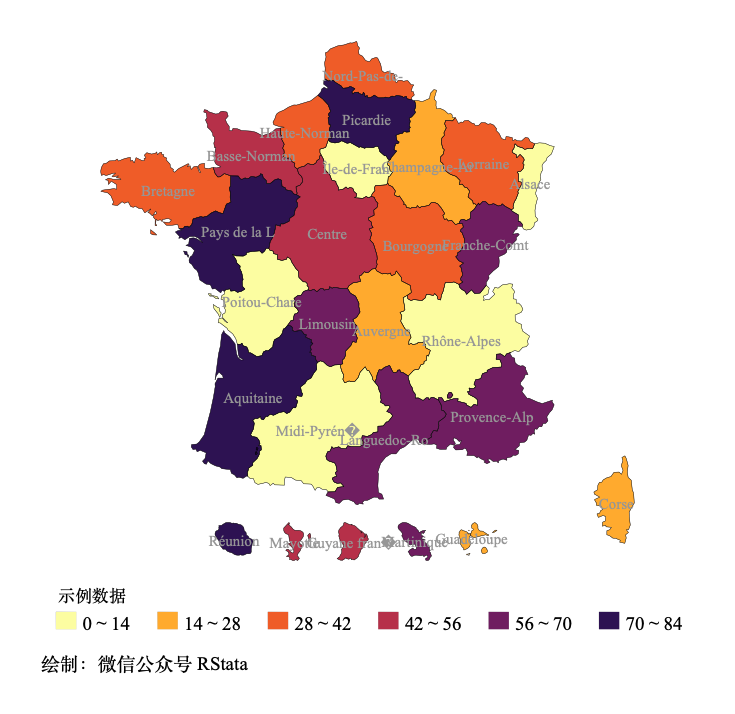 Nord-Pas-de-
Picardie
Haute-Norman
Basse-Norman
Île-de-Fran
Champagne-Ar
Lorraine
Alsace
Bretagne
Pays de la L
Centre
Bourgogne
Franche-Comt
Poitou-Chare
Limousin
Auvergne
Rhône-Alpes
Aquitaine
Midi-Pyrén�
Languedoc-Ro
Provence-Alp
Corse
Réunion
Mayotte
Guyane fran�
Martinique
Guadeloupe
示例数据
0 ~ 14
14 ~ 28
28 ~ 42
42 ~ 56
56 ~ 70
70 ~ 84
绘制：微信公众号 RStata